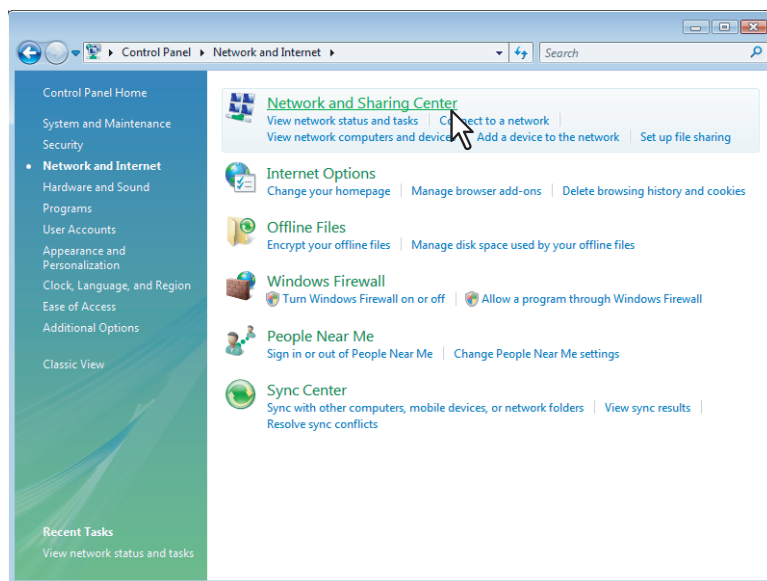 Control Panel Network and Internet
Search
Control Panel Home
System and Maintenance
Security
Network and Internet
Hardware and Sound
Programs
User Accounts
Appearance and
Personalization
Clock, Language, and Region
Ease of Access
Additional Options
Classic View
Recent Tasks
View network status and tasks
Network and Sharing Center
View network status and tasks Connect to a network
View network computers and devices Add a device to the network Set up file sharing
Internet Options
Change your homepage Manage browser add-ons Delete browsing history and cookies
Offline Files
Encrypt your offline files Manage disk space used by your offline files
Windows Firewall
Turn Windows Firewall on or off Allow a program through Windows Firewall
People Near Me
Sign in or out of People Near Me Change People Near Me settings
Sync Center
Sync with other computers, mobile devices, or network folders View sync results
Resolve sync conflicts